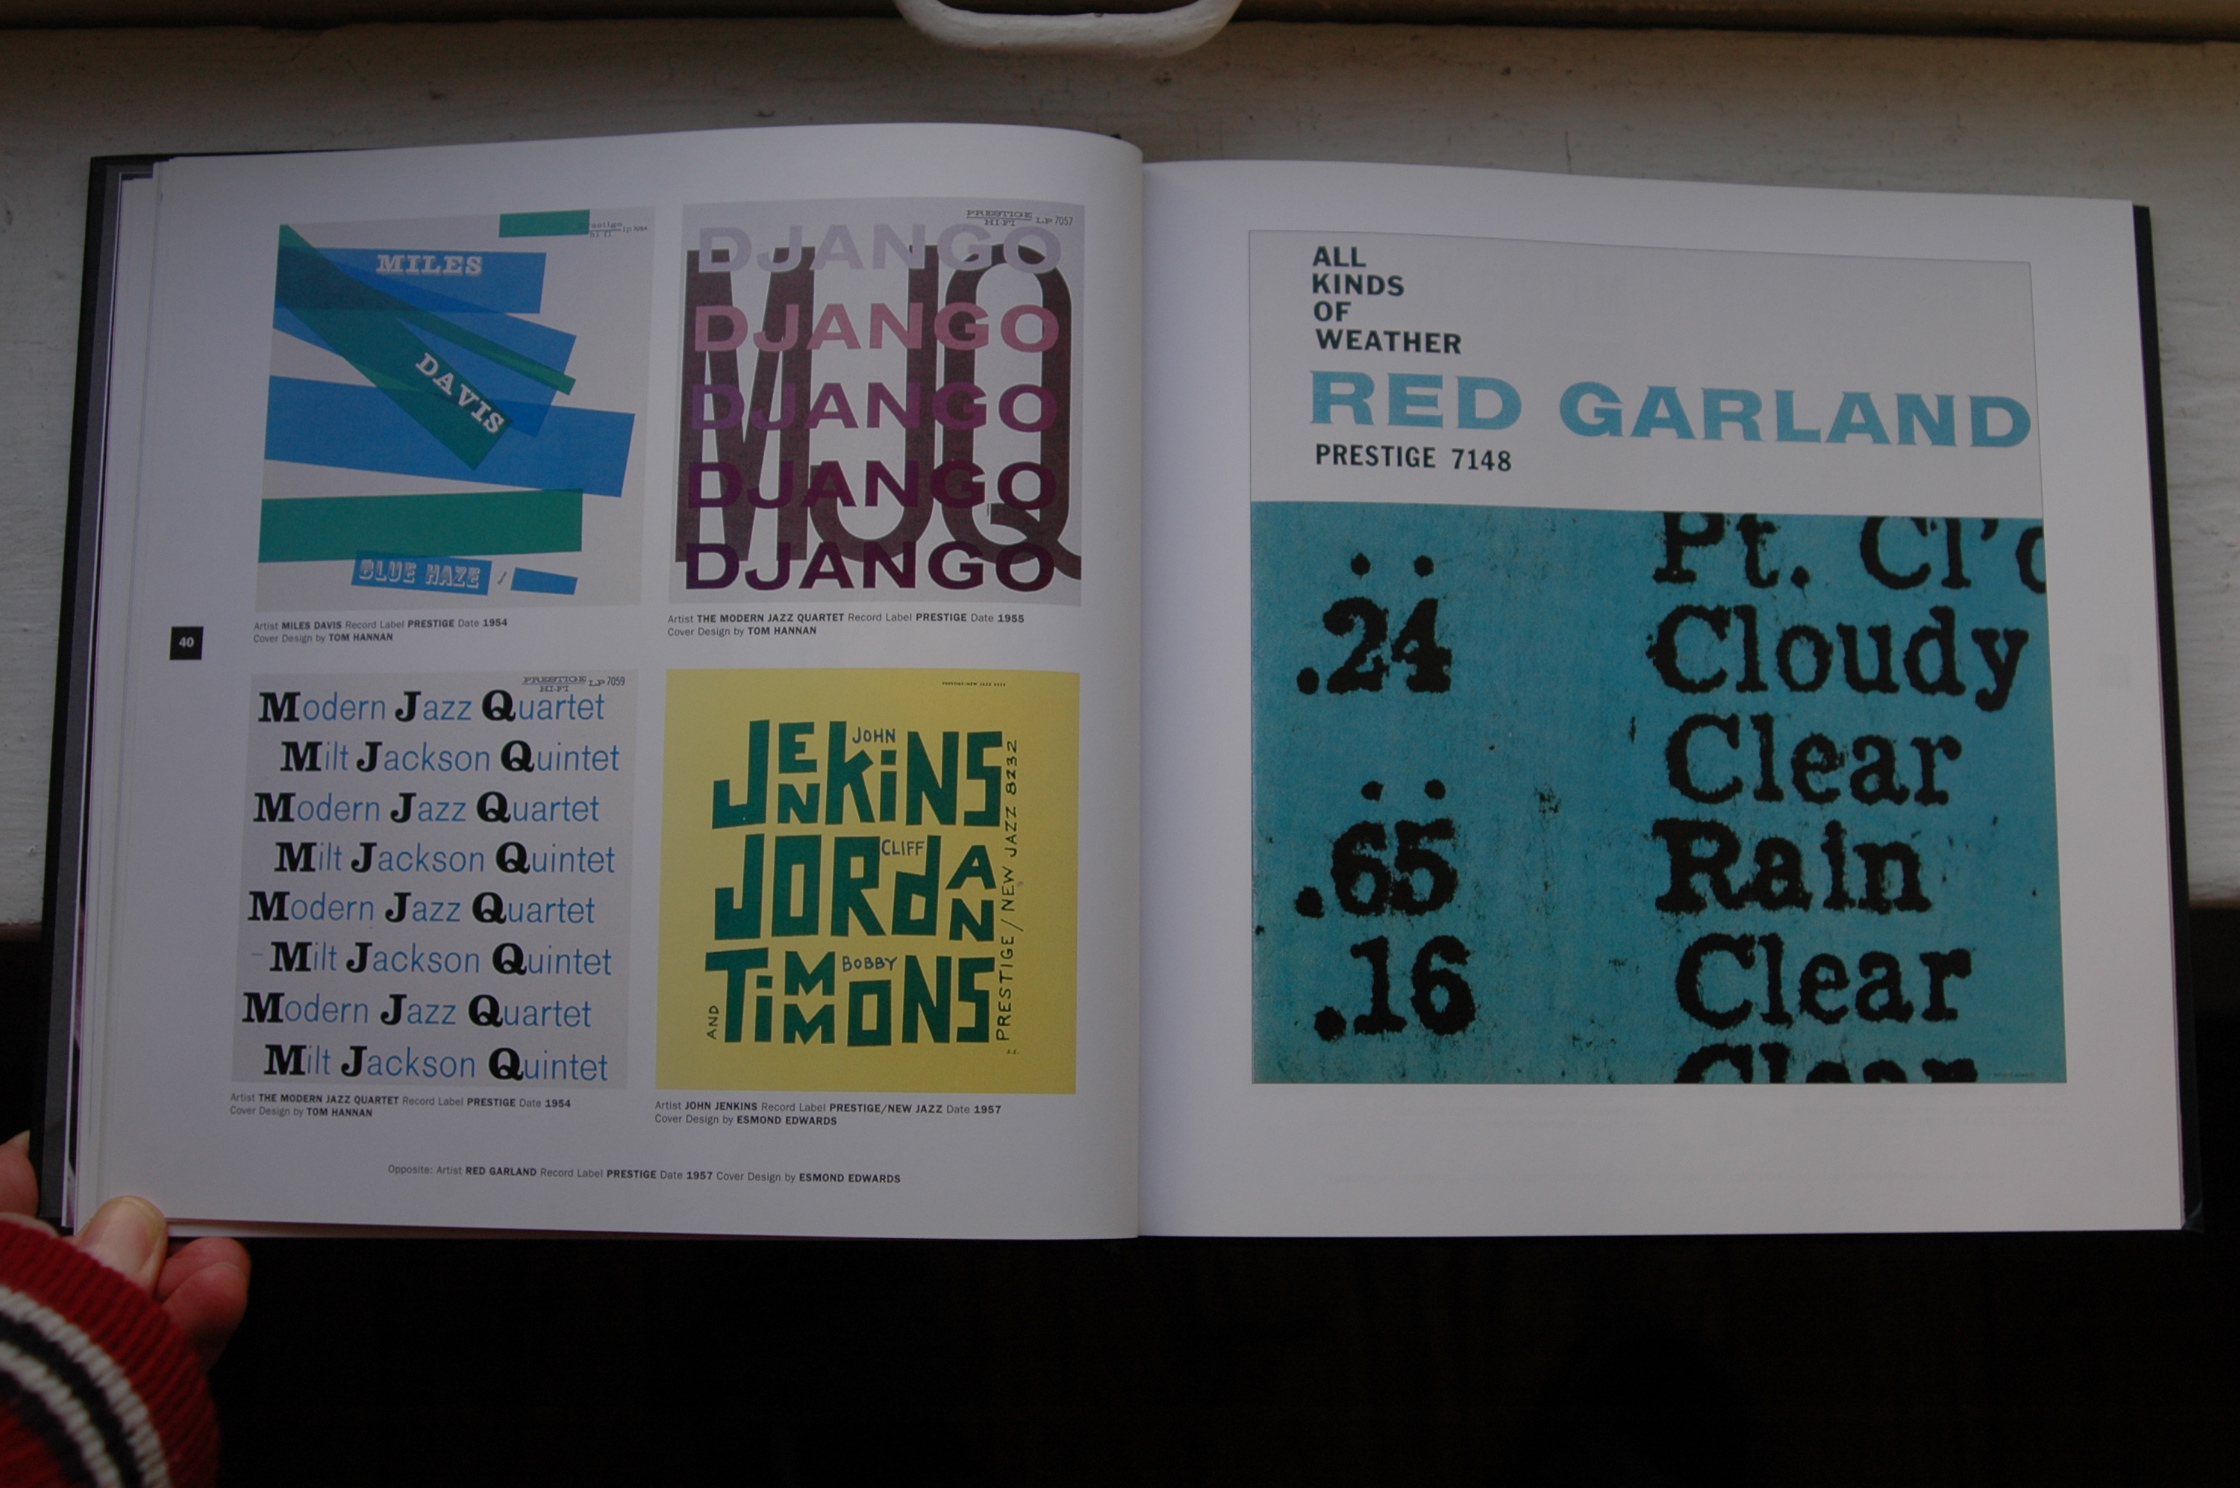 prestige
hi fi lp 7054
MILES
DAVIS
BLUE HAZE /
Artist MILES DAVIS Record Label PRESTIGE Date 1954
Cover Design by TOM HANNAN
PRESTIGE LP 7057
HI-FI
MJQ
DJANGO
DJANGO
DJANGO
DJANGO
DJANGO
Artist THE MODERN JAZZ QUARTET Record Label PRESTIGE Date 1955
Cover Design by TOM HANNAN
40
PRESTIGE LP 7059
HI-FI
Modern Jazz Quartet
Milt Jackson Quintet
Modern Jazz Quartet
Milt Jackson Quintet
Modern Jazz Quartet
Milt Jackson Quintet
Modern Jazz Quartet
Milt Jackson Quintet
Artist THE MODERN JAZZ QUARTET Record Label PRESTIGE Date 1954
Cover Design by TOM HANNAN
JOHN
JENKiNS
CLIFF
JORdAN
BOBBY
AND TiMMONS
PRESTIGE/NEW JAZZ 8232
Artist JOHN JENKINS Record Label PRESTIGE/NEW JAZZ Date 1957
Cover Design by ESMOND EDWARDS
Opposite: Artist RED GARLAND Record Label PRESTIGE Date 1957 Cover Design by ESMOND EDWARDS
ALL
KINDS
OF
WEATHER
RED GARLAND
PRESTIGE 7148
Pt. Cl'd
.24 Cloudy
Clear
.65 Rain
.16 Clear
Clear